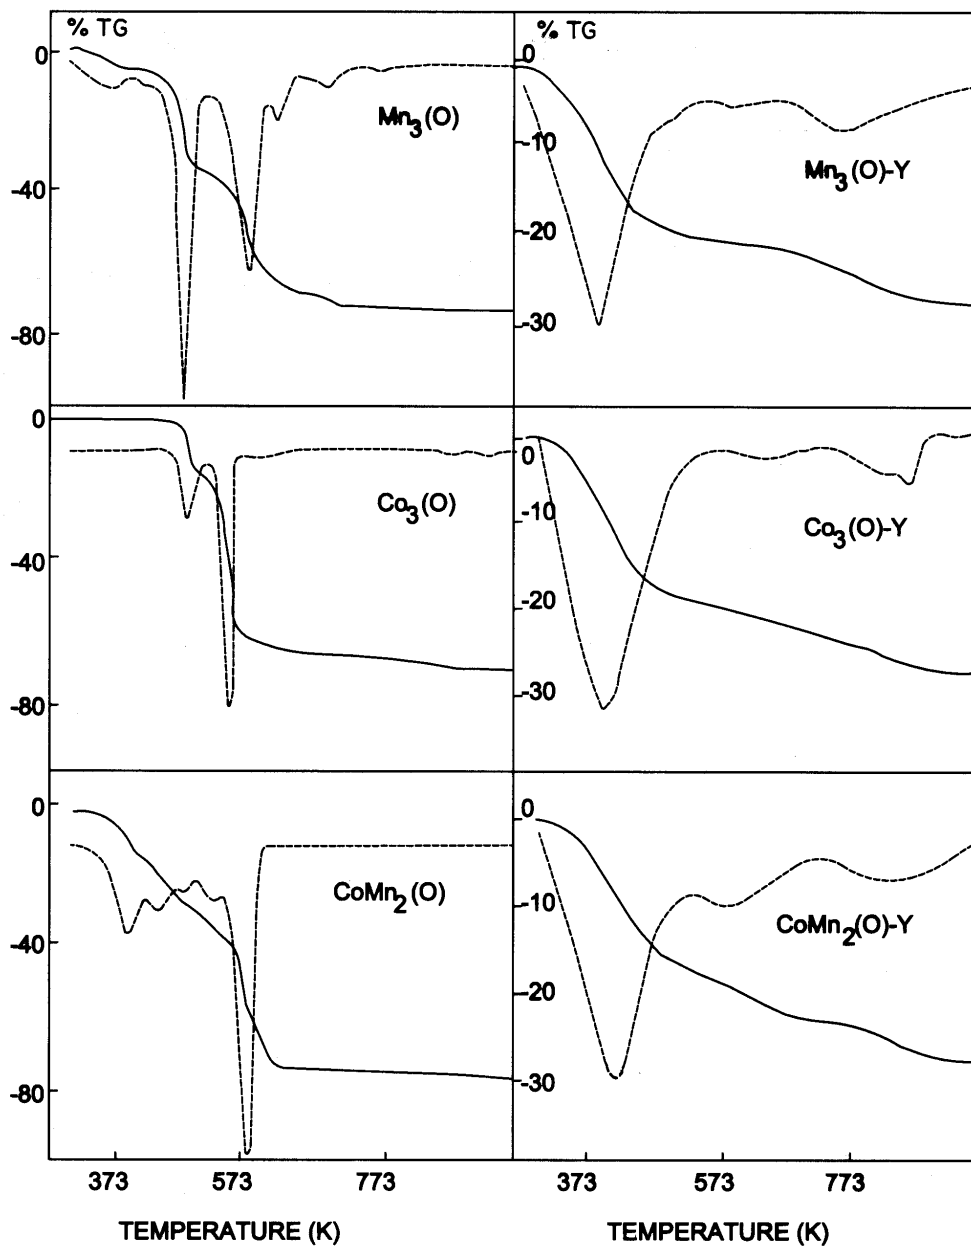 % TG
0
-40
-80
Mn3(O)
% TG
0
-10
-20
-30
Mn3(O)-Y
0
-40
-80
Co3(O)
0
-10
-20
-30
Co3(O)-Y
0
-40
-80
CoMn2(O)
0
-10
-20
-30
CoMn2(O)-Y
373 573 773
373 573 773
TEMPERATURE (K)
TEMPERATURE (K)